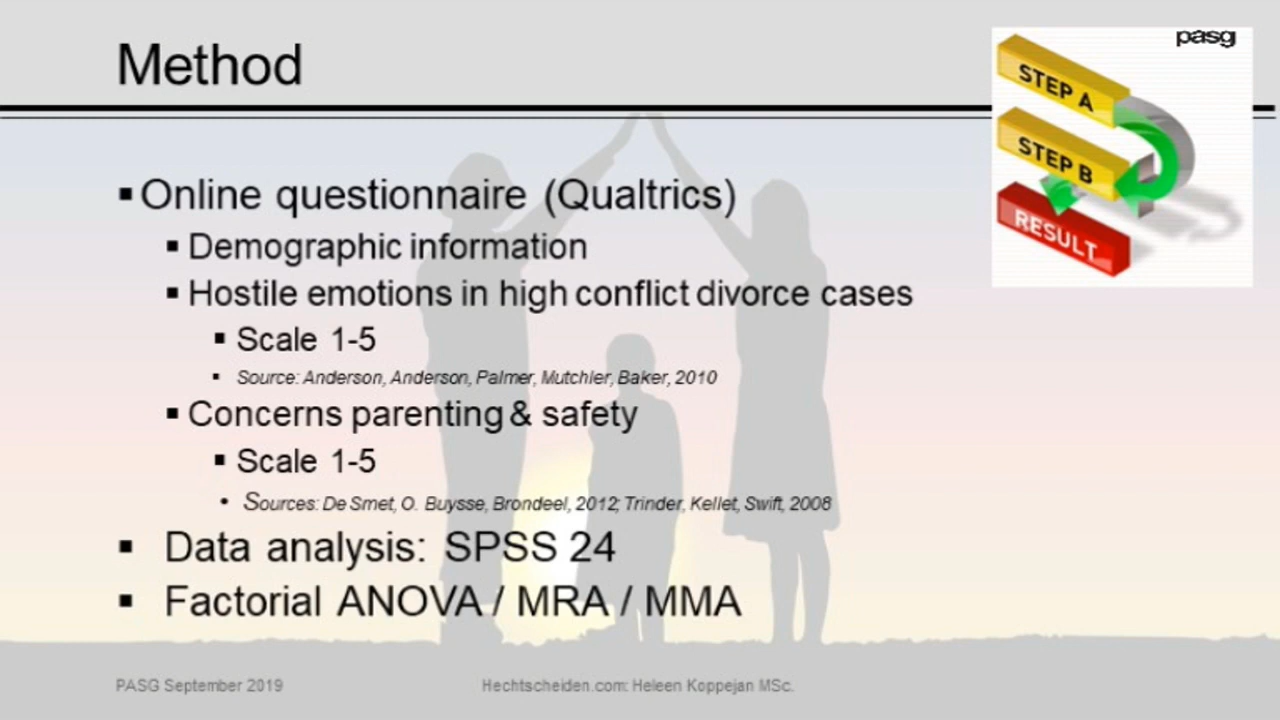 Method
pasg
STEP A
STEP B
RESULT
Online questionnaire (Qualtrics)
Demographic information
Hostile emotions in high conflict divorce cases
Scale 1-5
Source: Anderson, Anderson, Palmer, Mutchler, Baker, 2010
Concerns parenting & safety
Scale 1-5
Sources: De Smet, O. Buysse, Brondeel, 2012; Trinder, Kellet, Swift, 2008
Data analysis: SPSS 24
Factorial ANOVA / MRA / MMA
PASG September 2019
Hechtscheiden.com: Heleen Koppejan MSc.